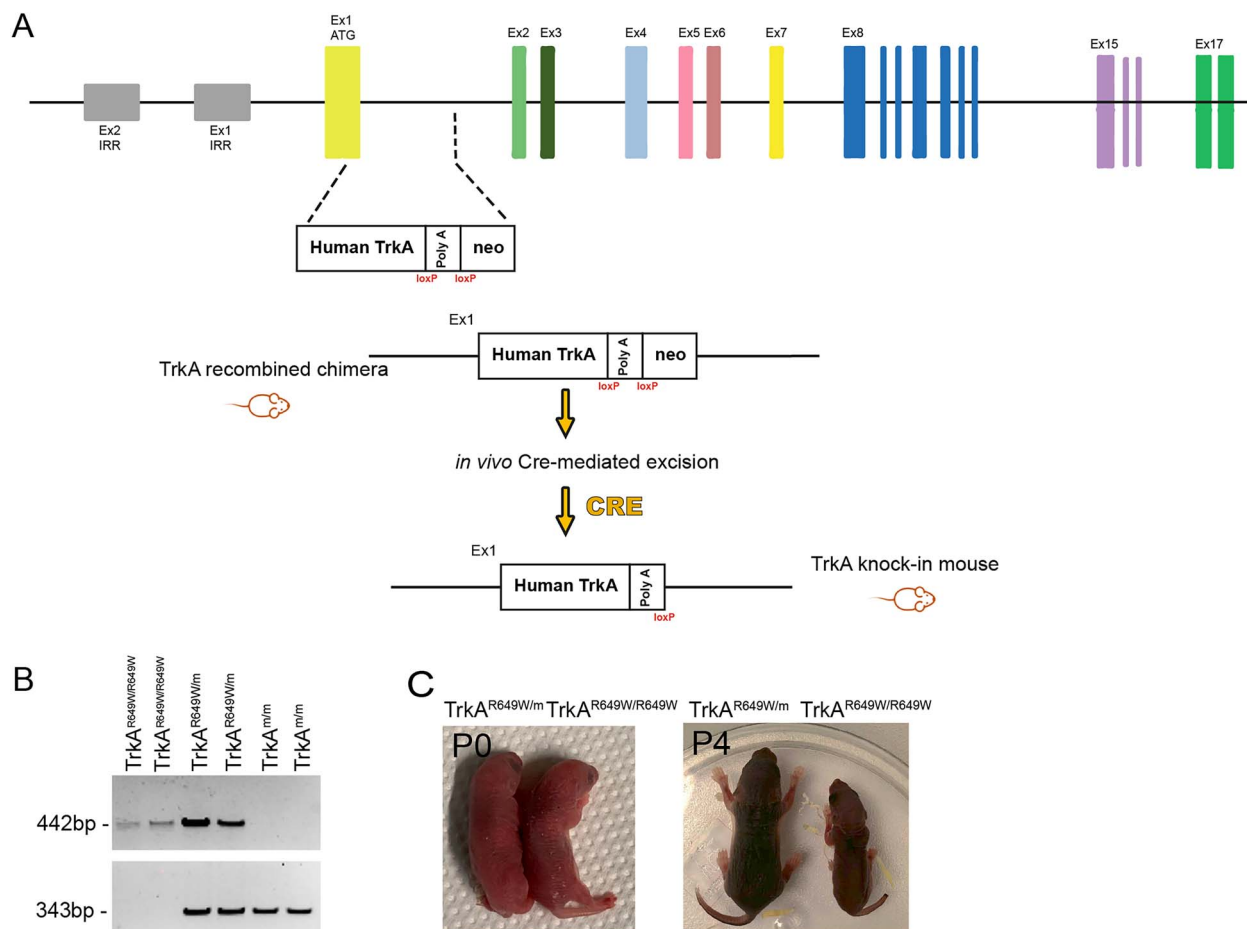 A
Ex1
ATG
Ex2
Ex3
Ex4
Ex5
Ex6
Ex7
Ex8
Ex15
Ex17
Ex2
IRR
Ex1
IRR
Human TrkA
Poly A
neo
loxP
loxP
Ex1
Human TrkA
Poly A
neo
loxP
loxP
TrkA recombined chimera
in vivo Cre-mediated excision
CRE
Ex1
Human TrkA
Poly A
loxP
TrkA knock-in mouse
B
TrkAR649W/R649W
TrkAR649W/R649W
TrkAR649W/m
TrkAR649W/m
TrkAm/m
TrkAm/m
442bp -
343bp -
C
TrkAR649W/m TrkAR649W/R649W
P0
TrkAR649W/m TrkAR649W/R649W
P4